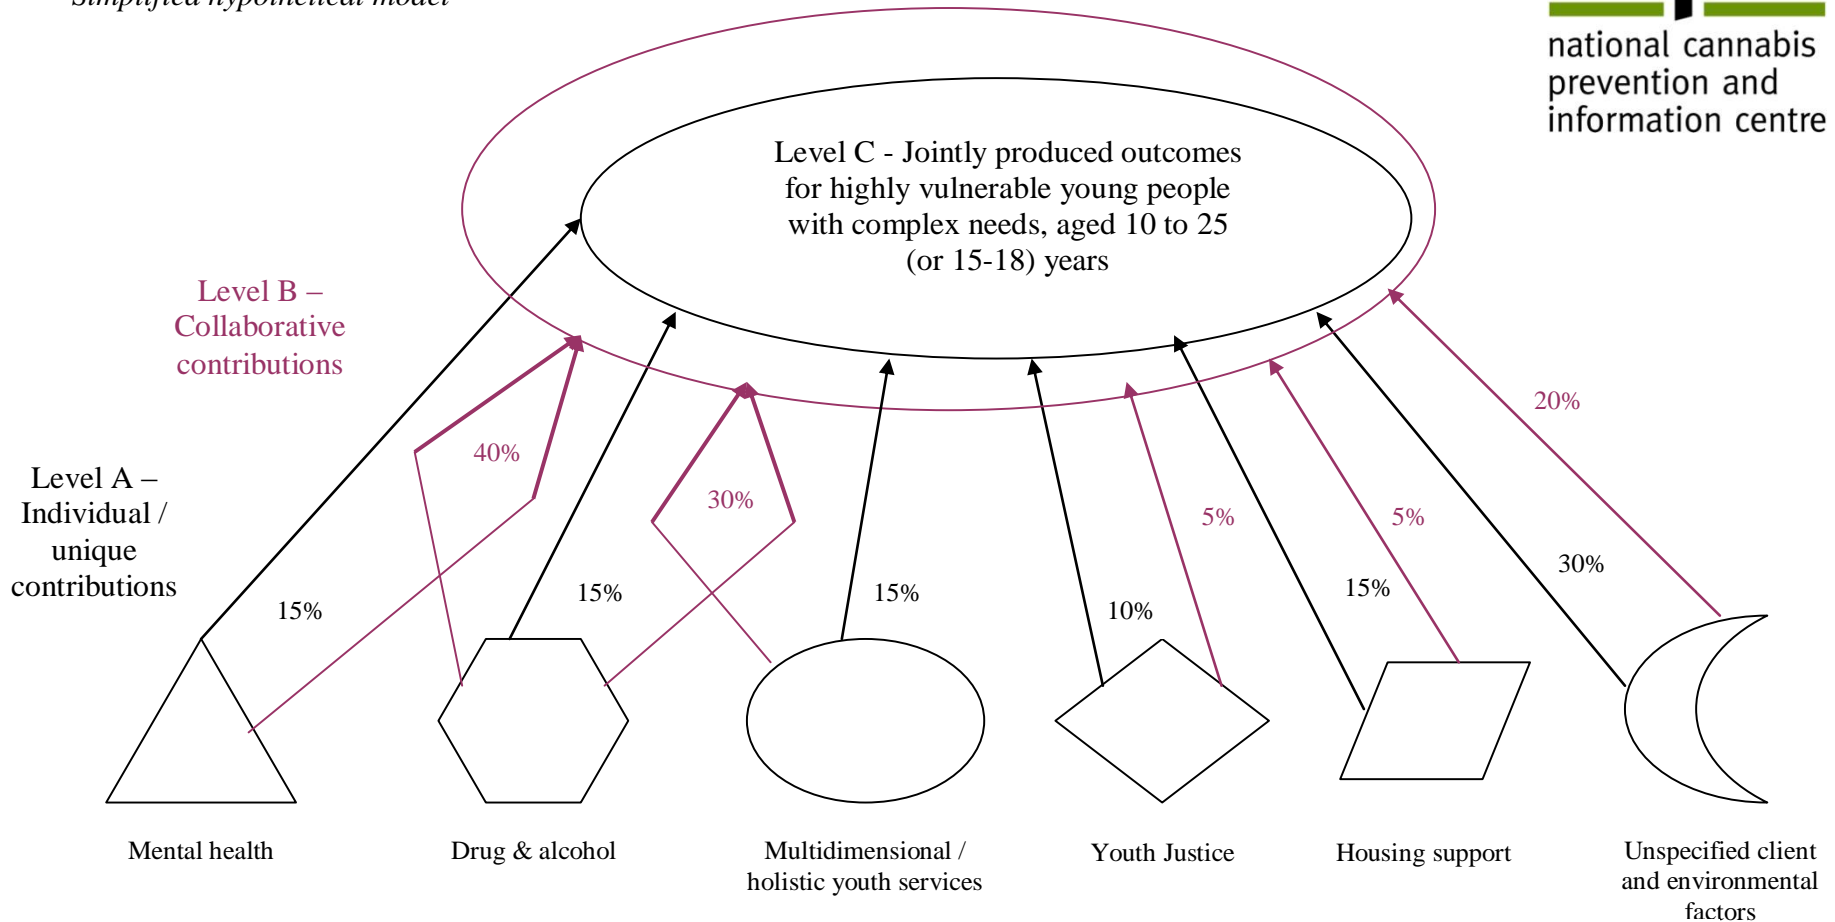 Simplified hypothetical model
national cannabis
prevention and
information centre
Level C - Jointly produced outcomes
for highly vulnerable young people
with complex needs, aged 10 to 25
(or 15-18) years
Level B –
Collaborative
contributions
20%
40%
Level A –
Individual /
unique
contributions
30%
5%
5%
30%
15%
15%
15%
10%
15%
Mental health
Drug & alcohol
Multidimensional /
holistic youth services
Youth Justice
Housing support
Unspecified client
and environmental
factors